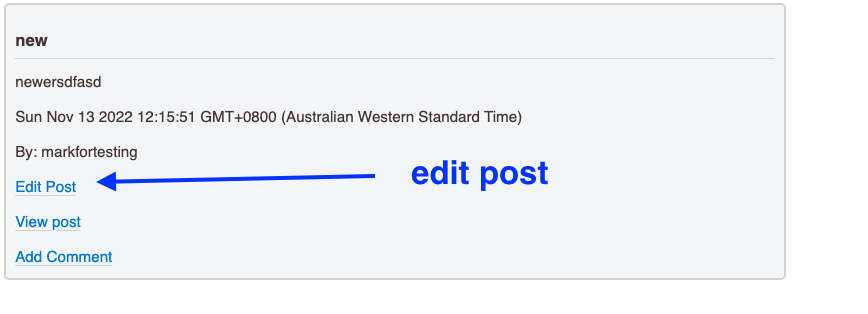 new
newersdfasd
Sun Nov 13 2022 12:15:51 GMT+0800 (Australian Western Standard Time)
By: markfortesting
edit post
Edit Post
View post
Add Comment